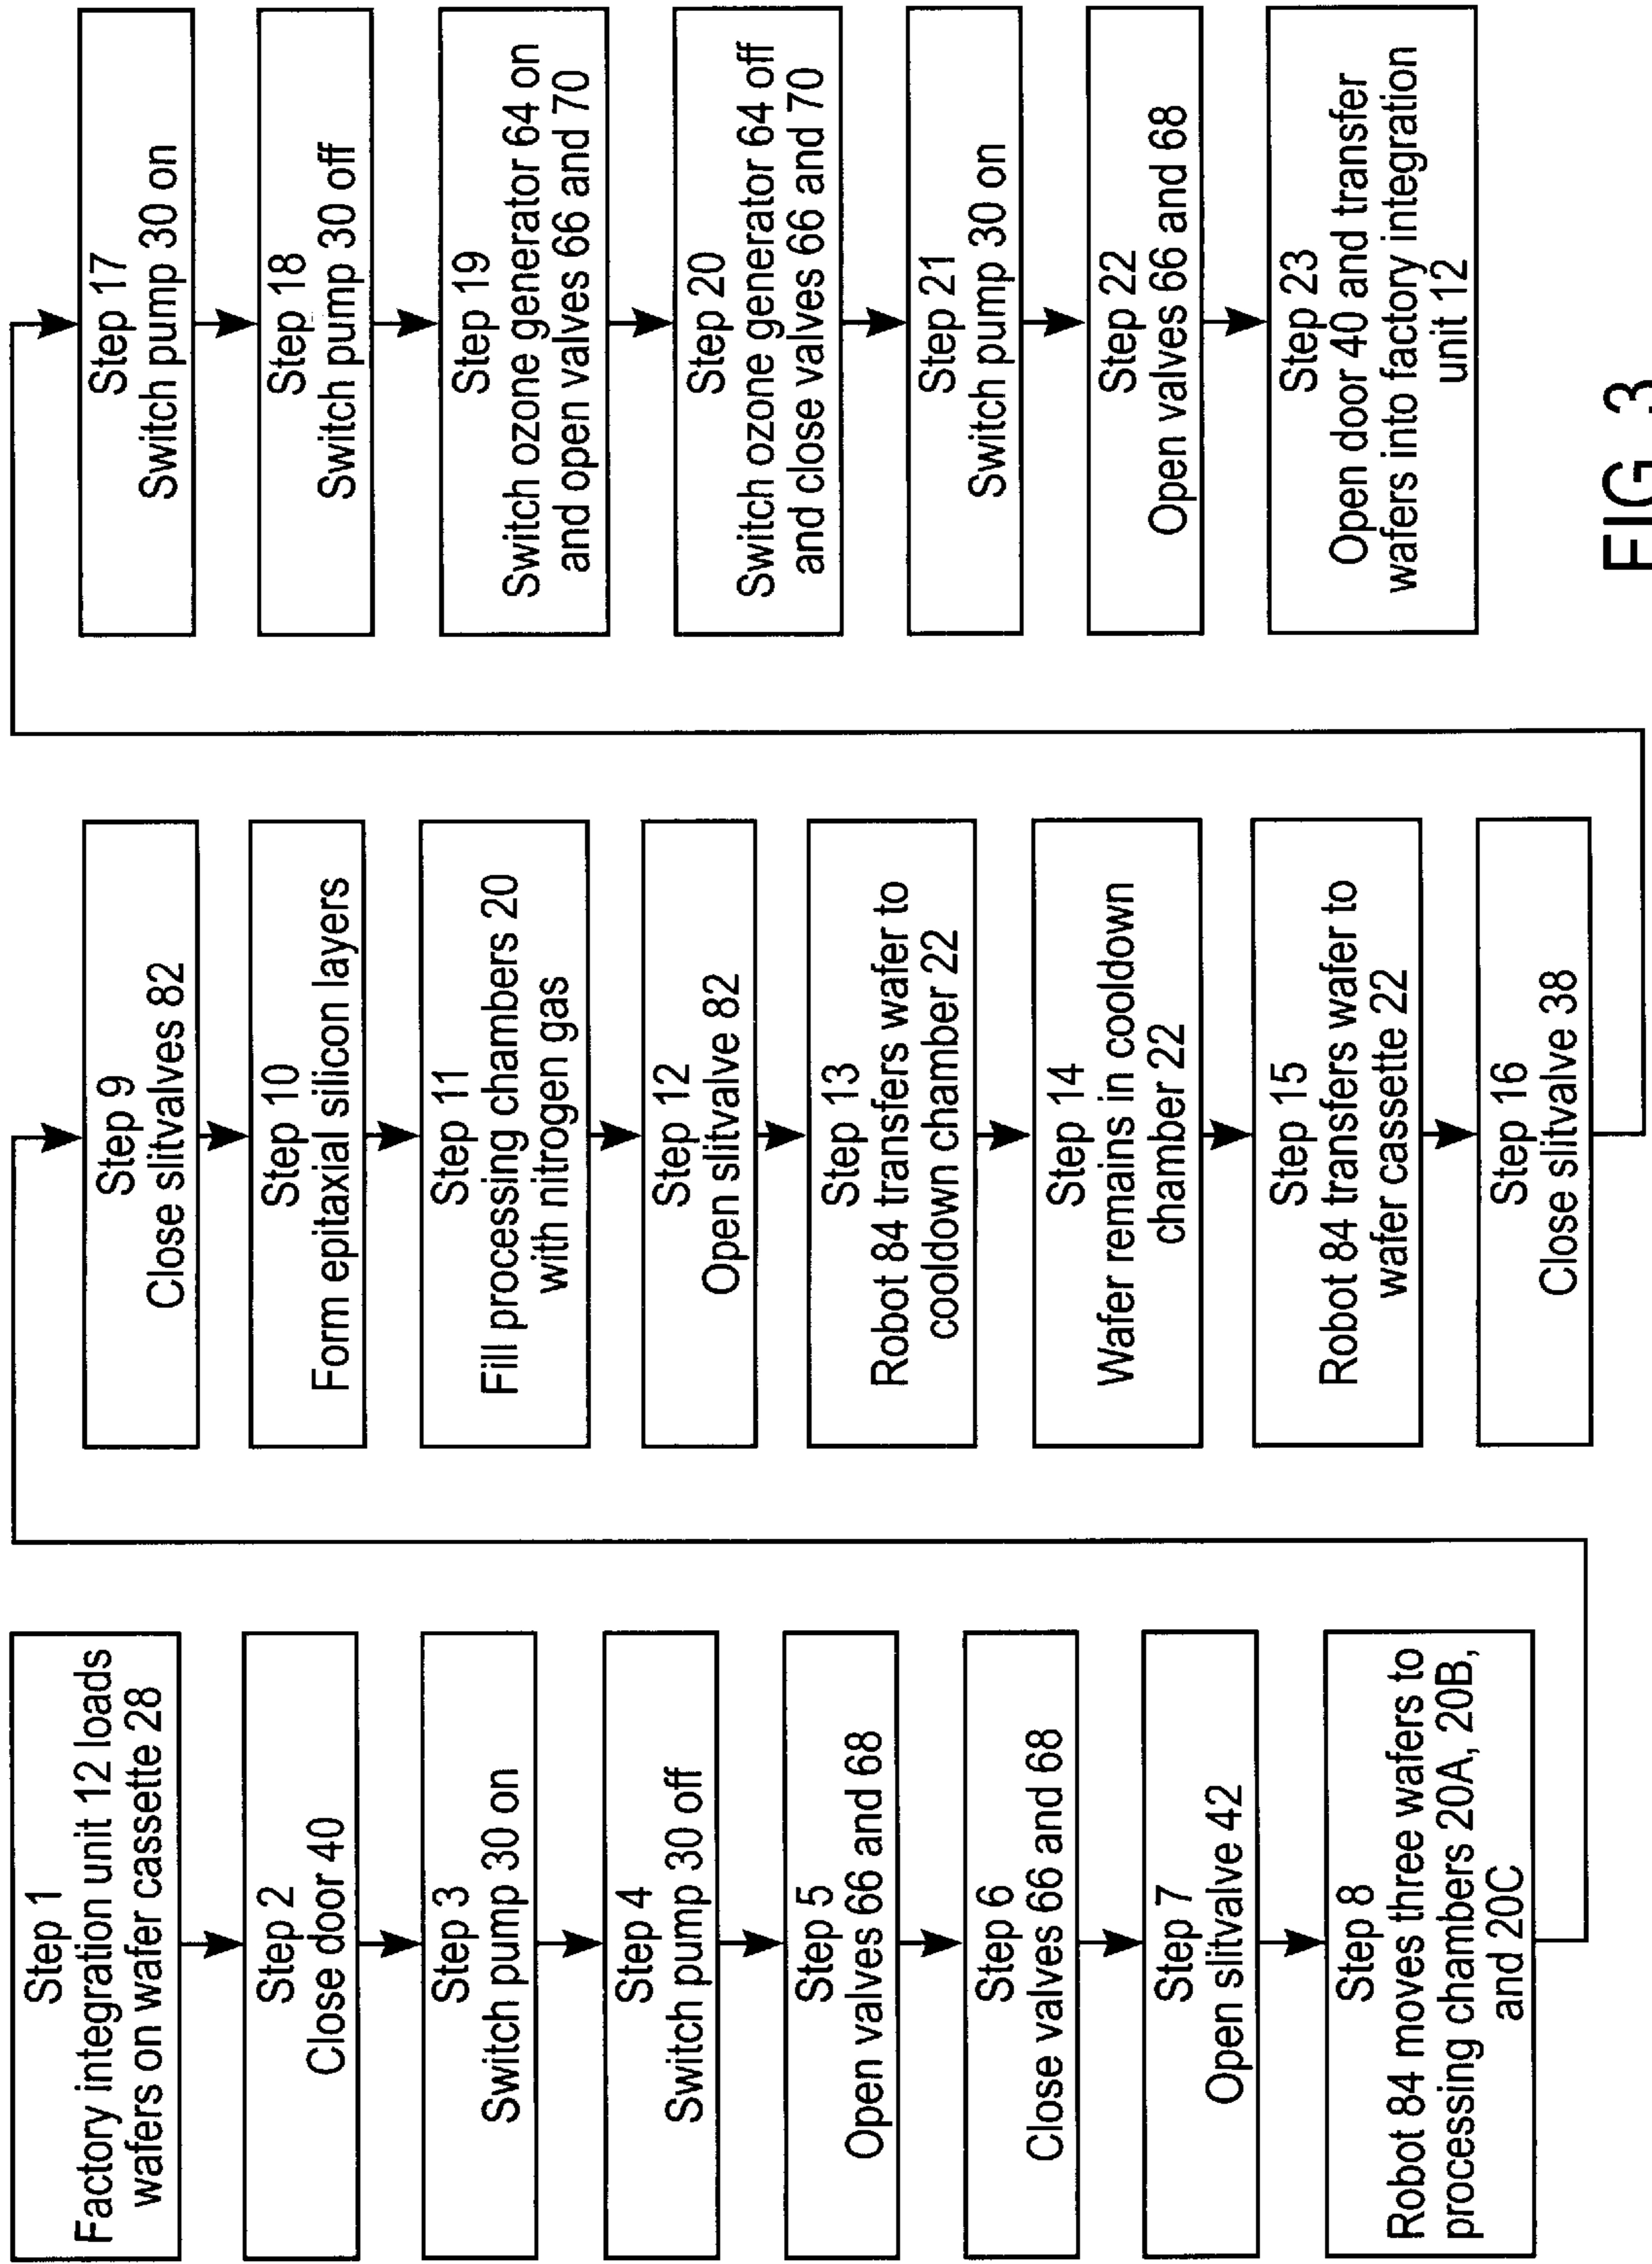 Step 1
Factory integration unit 12 loads
wafers on wafer cassette 28
Step 2
Close door 40
Step 3
Switch pump 30 on
Step 4
Switch pump 30 off
Step 5
Open valves 66 and 68
Step 6
Close valves 66 and 68
Step 7
Open slitvalve 42
Step 8
Robot 84 moves three wafers to
processing chambers 20A, 20B,
and 20C
Step 9
Close slitvalves 82
Step 10
Form epitaxial silicon layers
Step 11
Fill processing chambers 20
with nitrogen gas
Step 12
Open slitvalve 82
Step 13
Robot 84 transfers wafer to
cooldown chamber 22
Step 14
Wafer remains in cooldown
chamber 22
Step 15
Robot 84 transfers wafer to
wafer cassette 22
Step 16
Close slitvalve 38
Step 17
Switch pump 30 on
Step 18
Switch pump 30 off
Step 19
Switch ozone generator 64 on
and open valves 66 and 70
Step 20
Switch ozone generator 64 off
and close valves 66 and 70
Step 21
Switch pump 30 on
Step 22
Open valves 66 and 68
Step 23
Open door 40 and transfer
wafers into factory integration
unit 12
FIG. 3